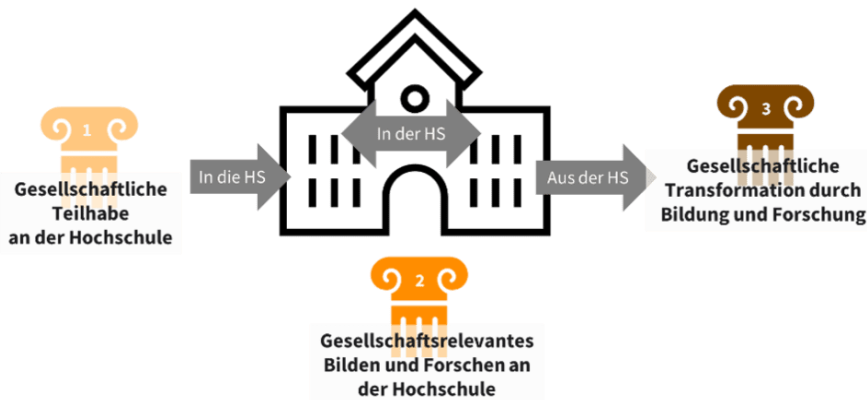 1
Gesellschaftliche
Teilhabe
an der Hochschule
In die HS
In der HS
Aus der HS
2
Gesellschaftsrelevantes
Bilden und Forschen an
der Hochschule
3
Gesellschaftliche
Transformation durch
Bildung und Forschung